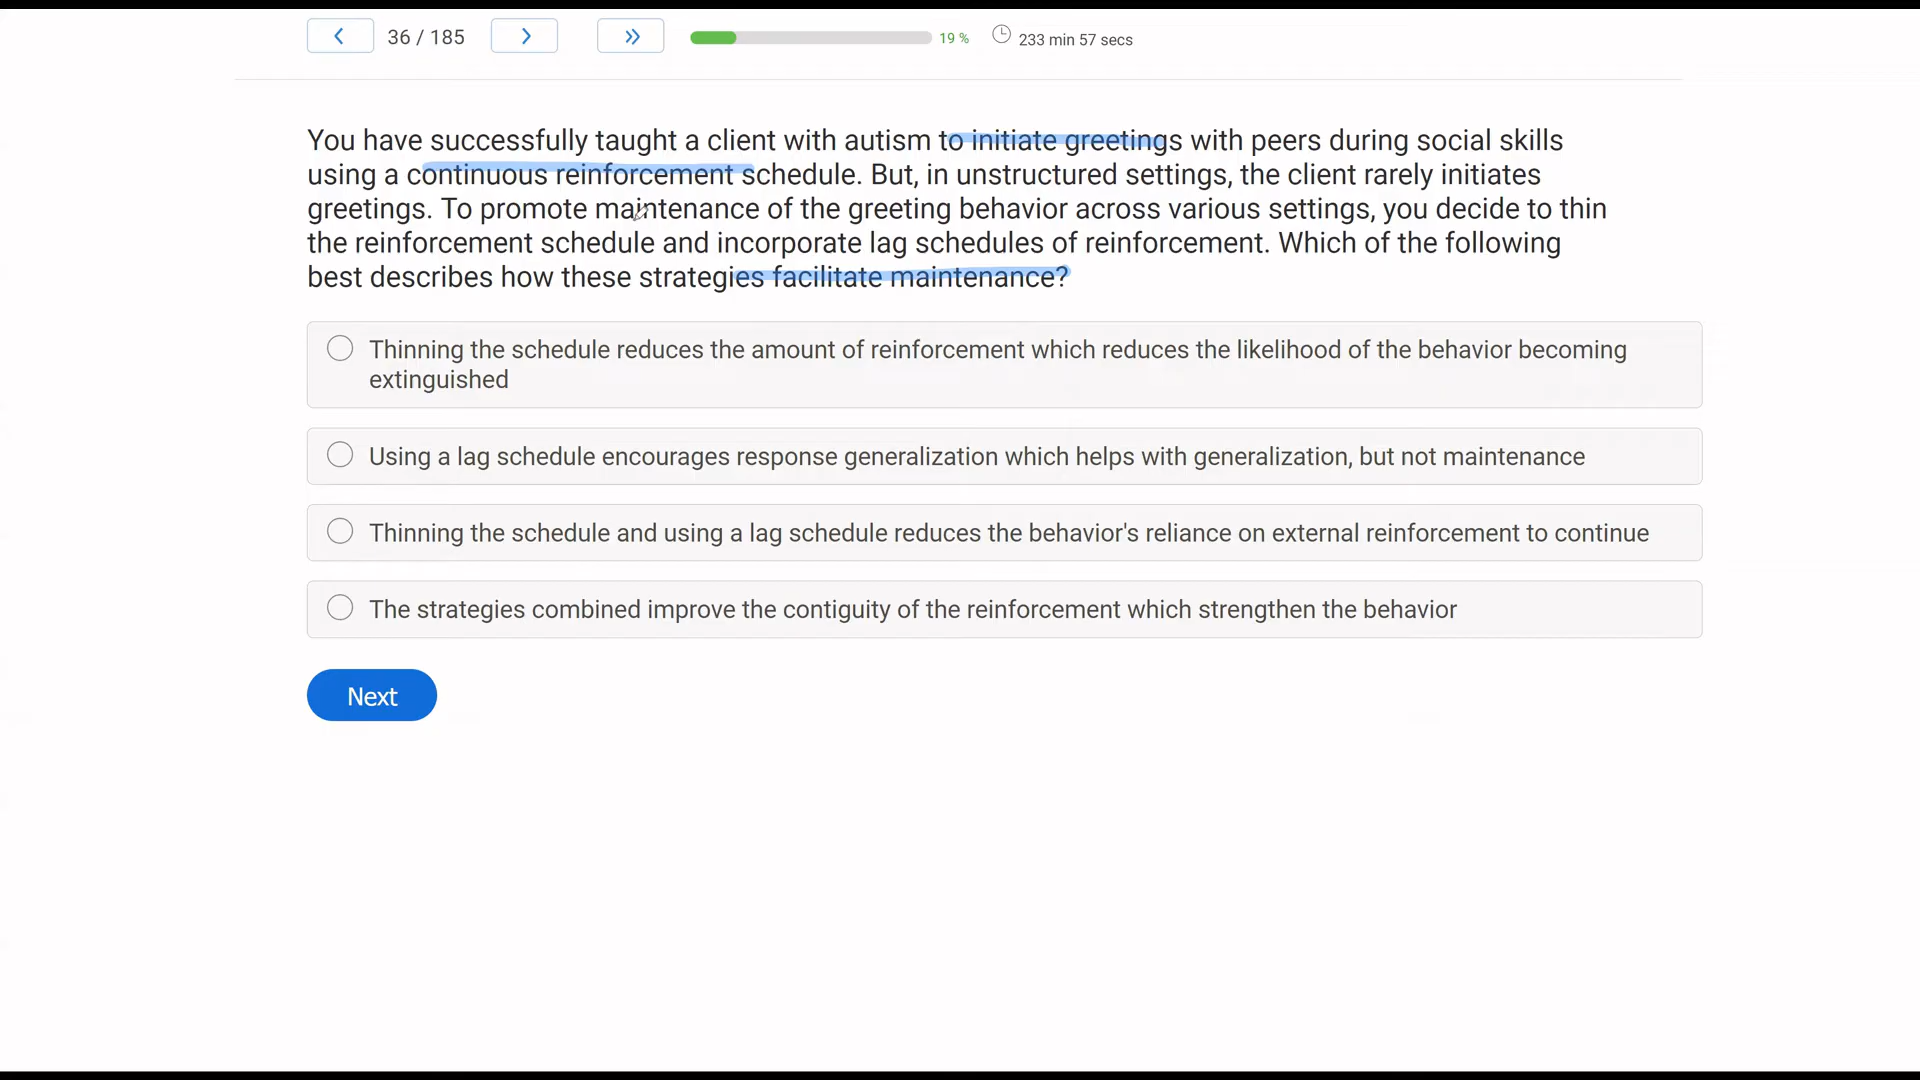 36 / 185
19 %
233 min 57 secs
You have successfully taught a client with autism to initiate greetings with peers during social skills
using a continuous reinforcement schedule. But, in unstructured settings, the client rarely initiates
greetings. To promote maintenance of the greeting behavior across various settings, you decide to thin
the reinforcement schedule and incorporate lag schedules of reinforcement. Which of the following
best describes how these strategies facilitate maintenance?
Thinning the schedule reduces the amount of reinforcement which reduces the likelihood of the behavior becoming
extinguished
Using a lag schedule encourages response generalization which helps with generalization, but not maintenance
Thinning the schedule and using a lag schedule reduces the behavior's reliance on external reinforcement to continue
The strategies combined improve the contiguity of the reinforcement which strengthen the behavior
Next